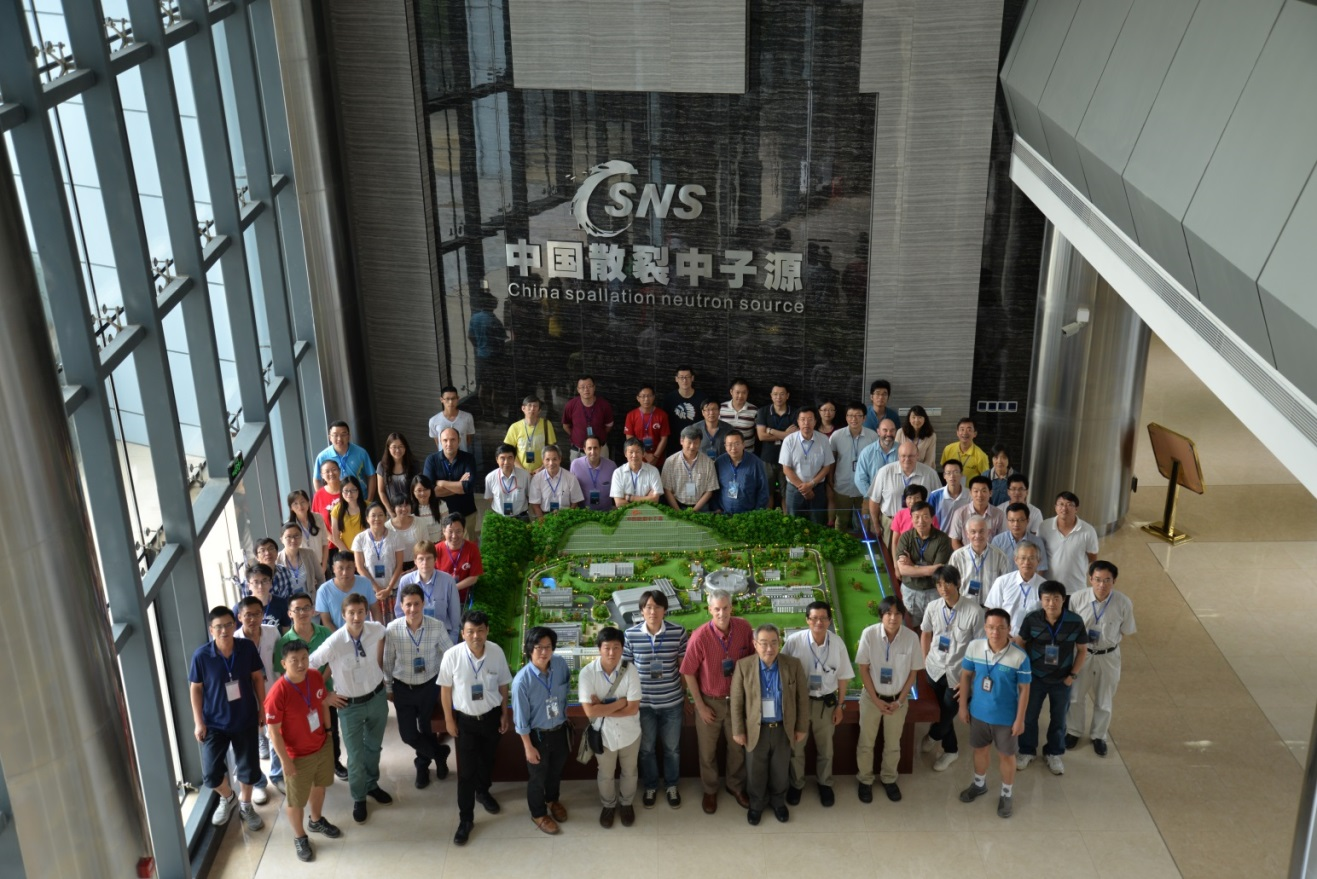 CSNS
中国散裂中子源
China spallation neutron source